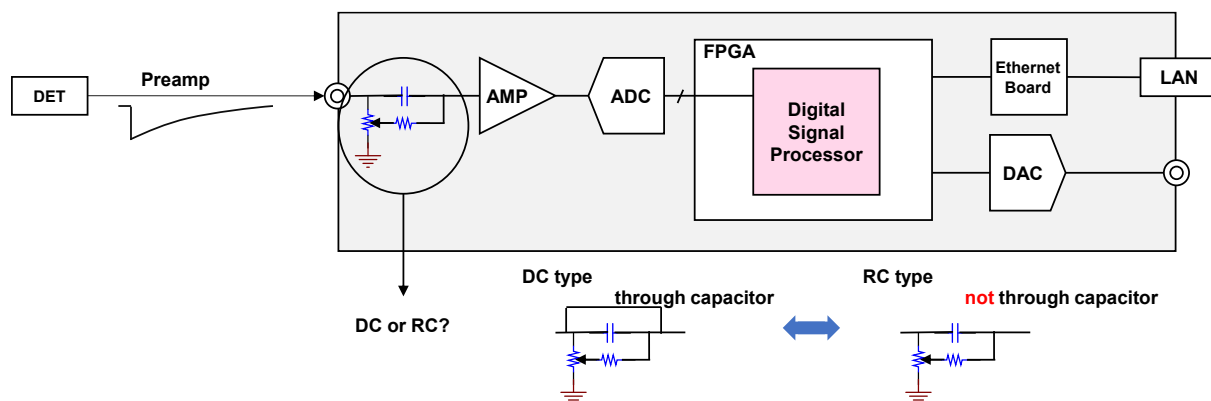 DET
Preamp
AMP
ADC
FPGA
Digital
Signal
Processor
Ethernet
Board
LAN
DAC
DC or RC?
DC type
through capacitor
RC type
not through capacitor